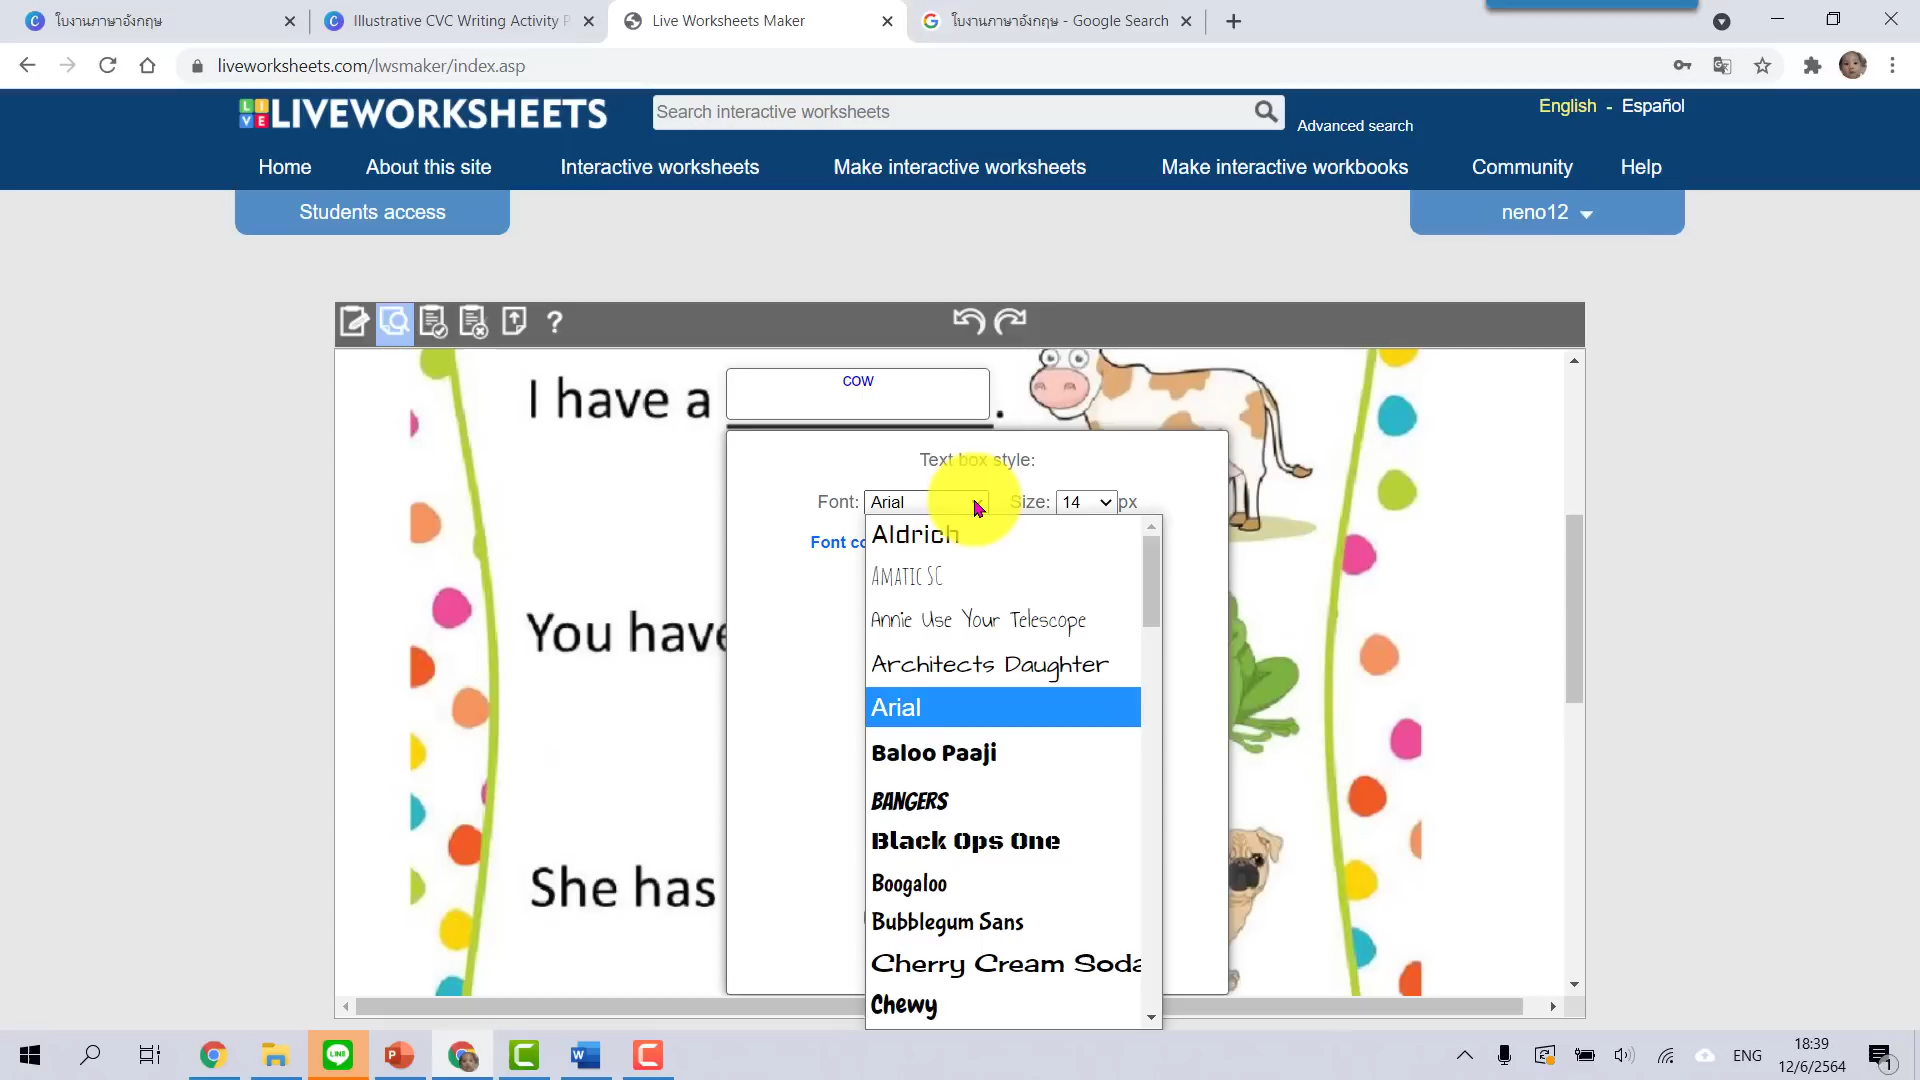 ใบงานภาษาอังกฤษ
Illustrative CVC Writing Activity P
Live Worksheets Maker
ใบงานภาษาอังกฤษ - Google Search
liveworksheets.com/lwsmaker/index.asp
LIVE LIVEWORKSHEETS
Search interactive worksheets
Advanced search
English - Español
Home
About this site
Interactive worksheets
Make interactive worksheets
Make interactive workbooks
Community
Help
Students access
neno12
?
I have a cow .
Text box style:
Font: Arial Size: 14 px
Font co
Aldrich
Amatic SC
Annie Use Your Telescope
Architects Daughter
Arial
Baloo Paaji
BANGERS
Black Ops One
Boogaloo
Bubblegum Sans
Cherry Cream Soda
Chewy
You have
She has
LINE
ENG
18:39
12/6/2564
1